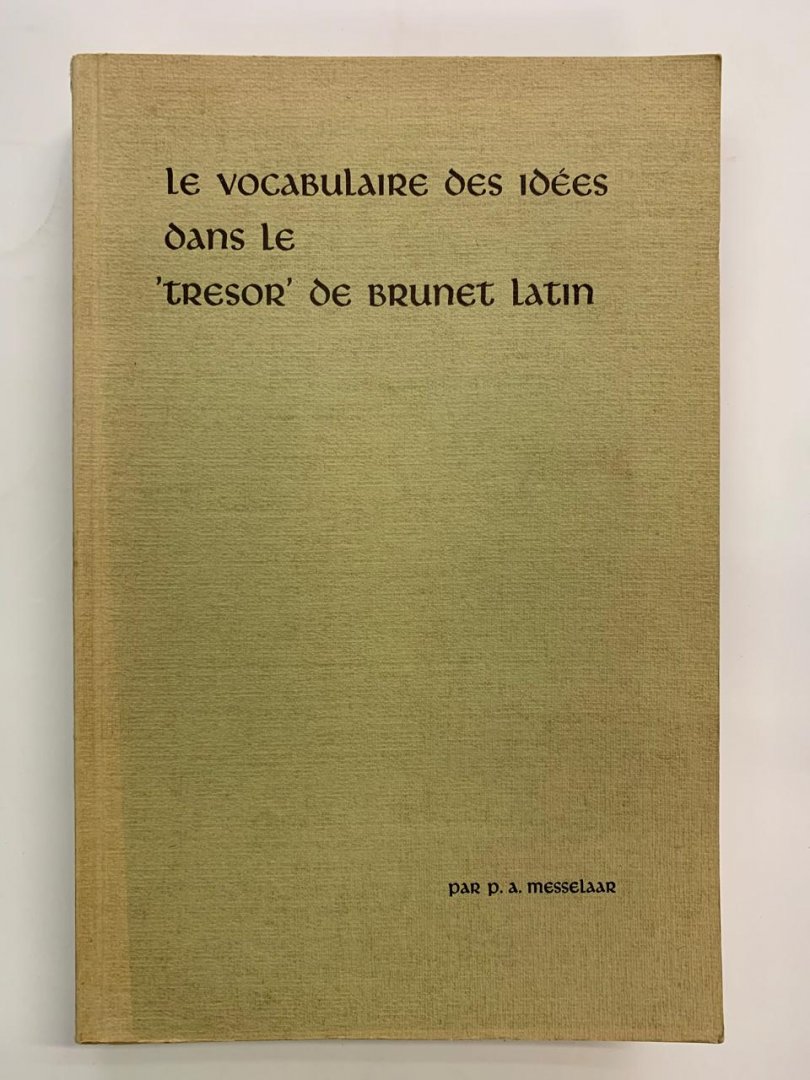 Le vocabulaire des idées
dans le
'tresor' de Brunet Latin
par p. a. messelaar